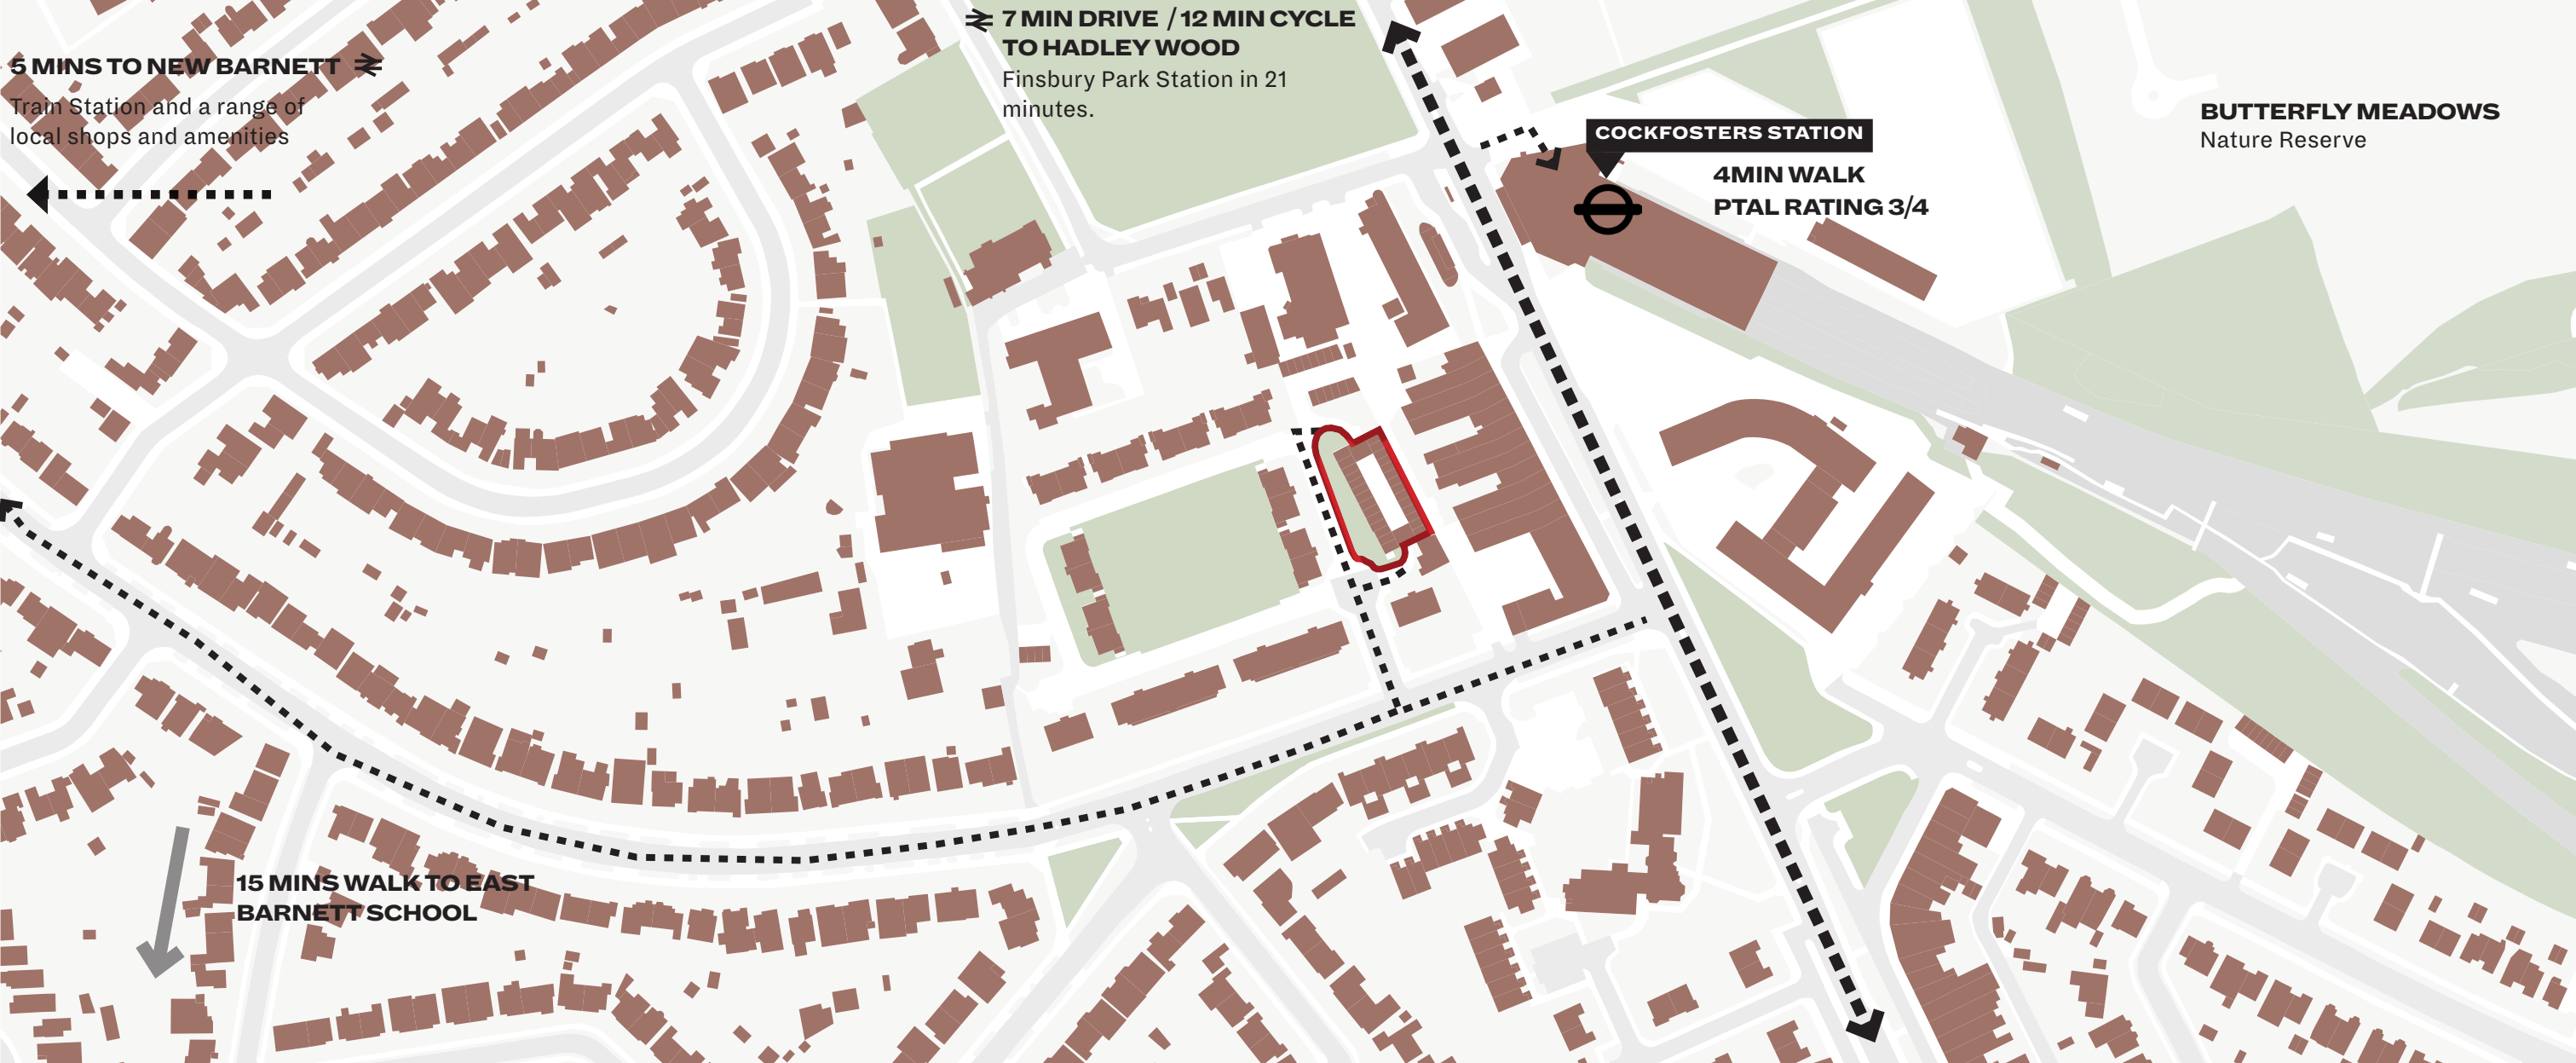 5 MINS TO NEW BARNETT
Train Station and a range of
local shops and amenities
7 MIN DRIVE / 12 MIN CYCLE
TO HADLEY WOOD
Finsbury Park Station in 21
minutes.
COCKFOSTERS STATION
4MIN WALK
PTAL RATING 3/4
BUTTERFLY MEADOWS
Nature Reserve
15 MINS WALK TO EAST
BARNETT SCHOOL